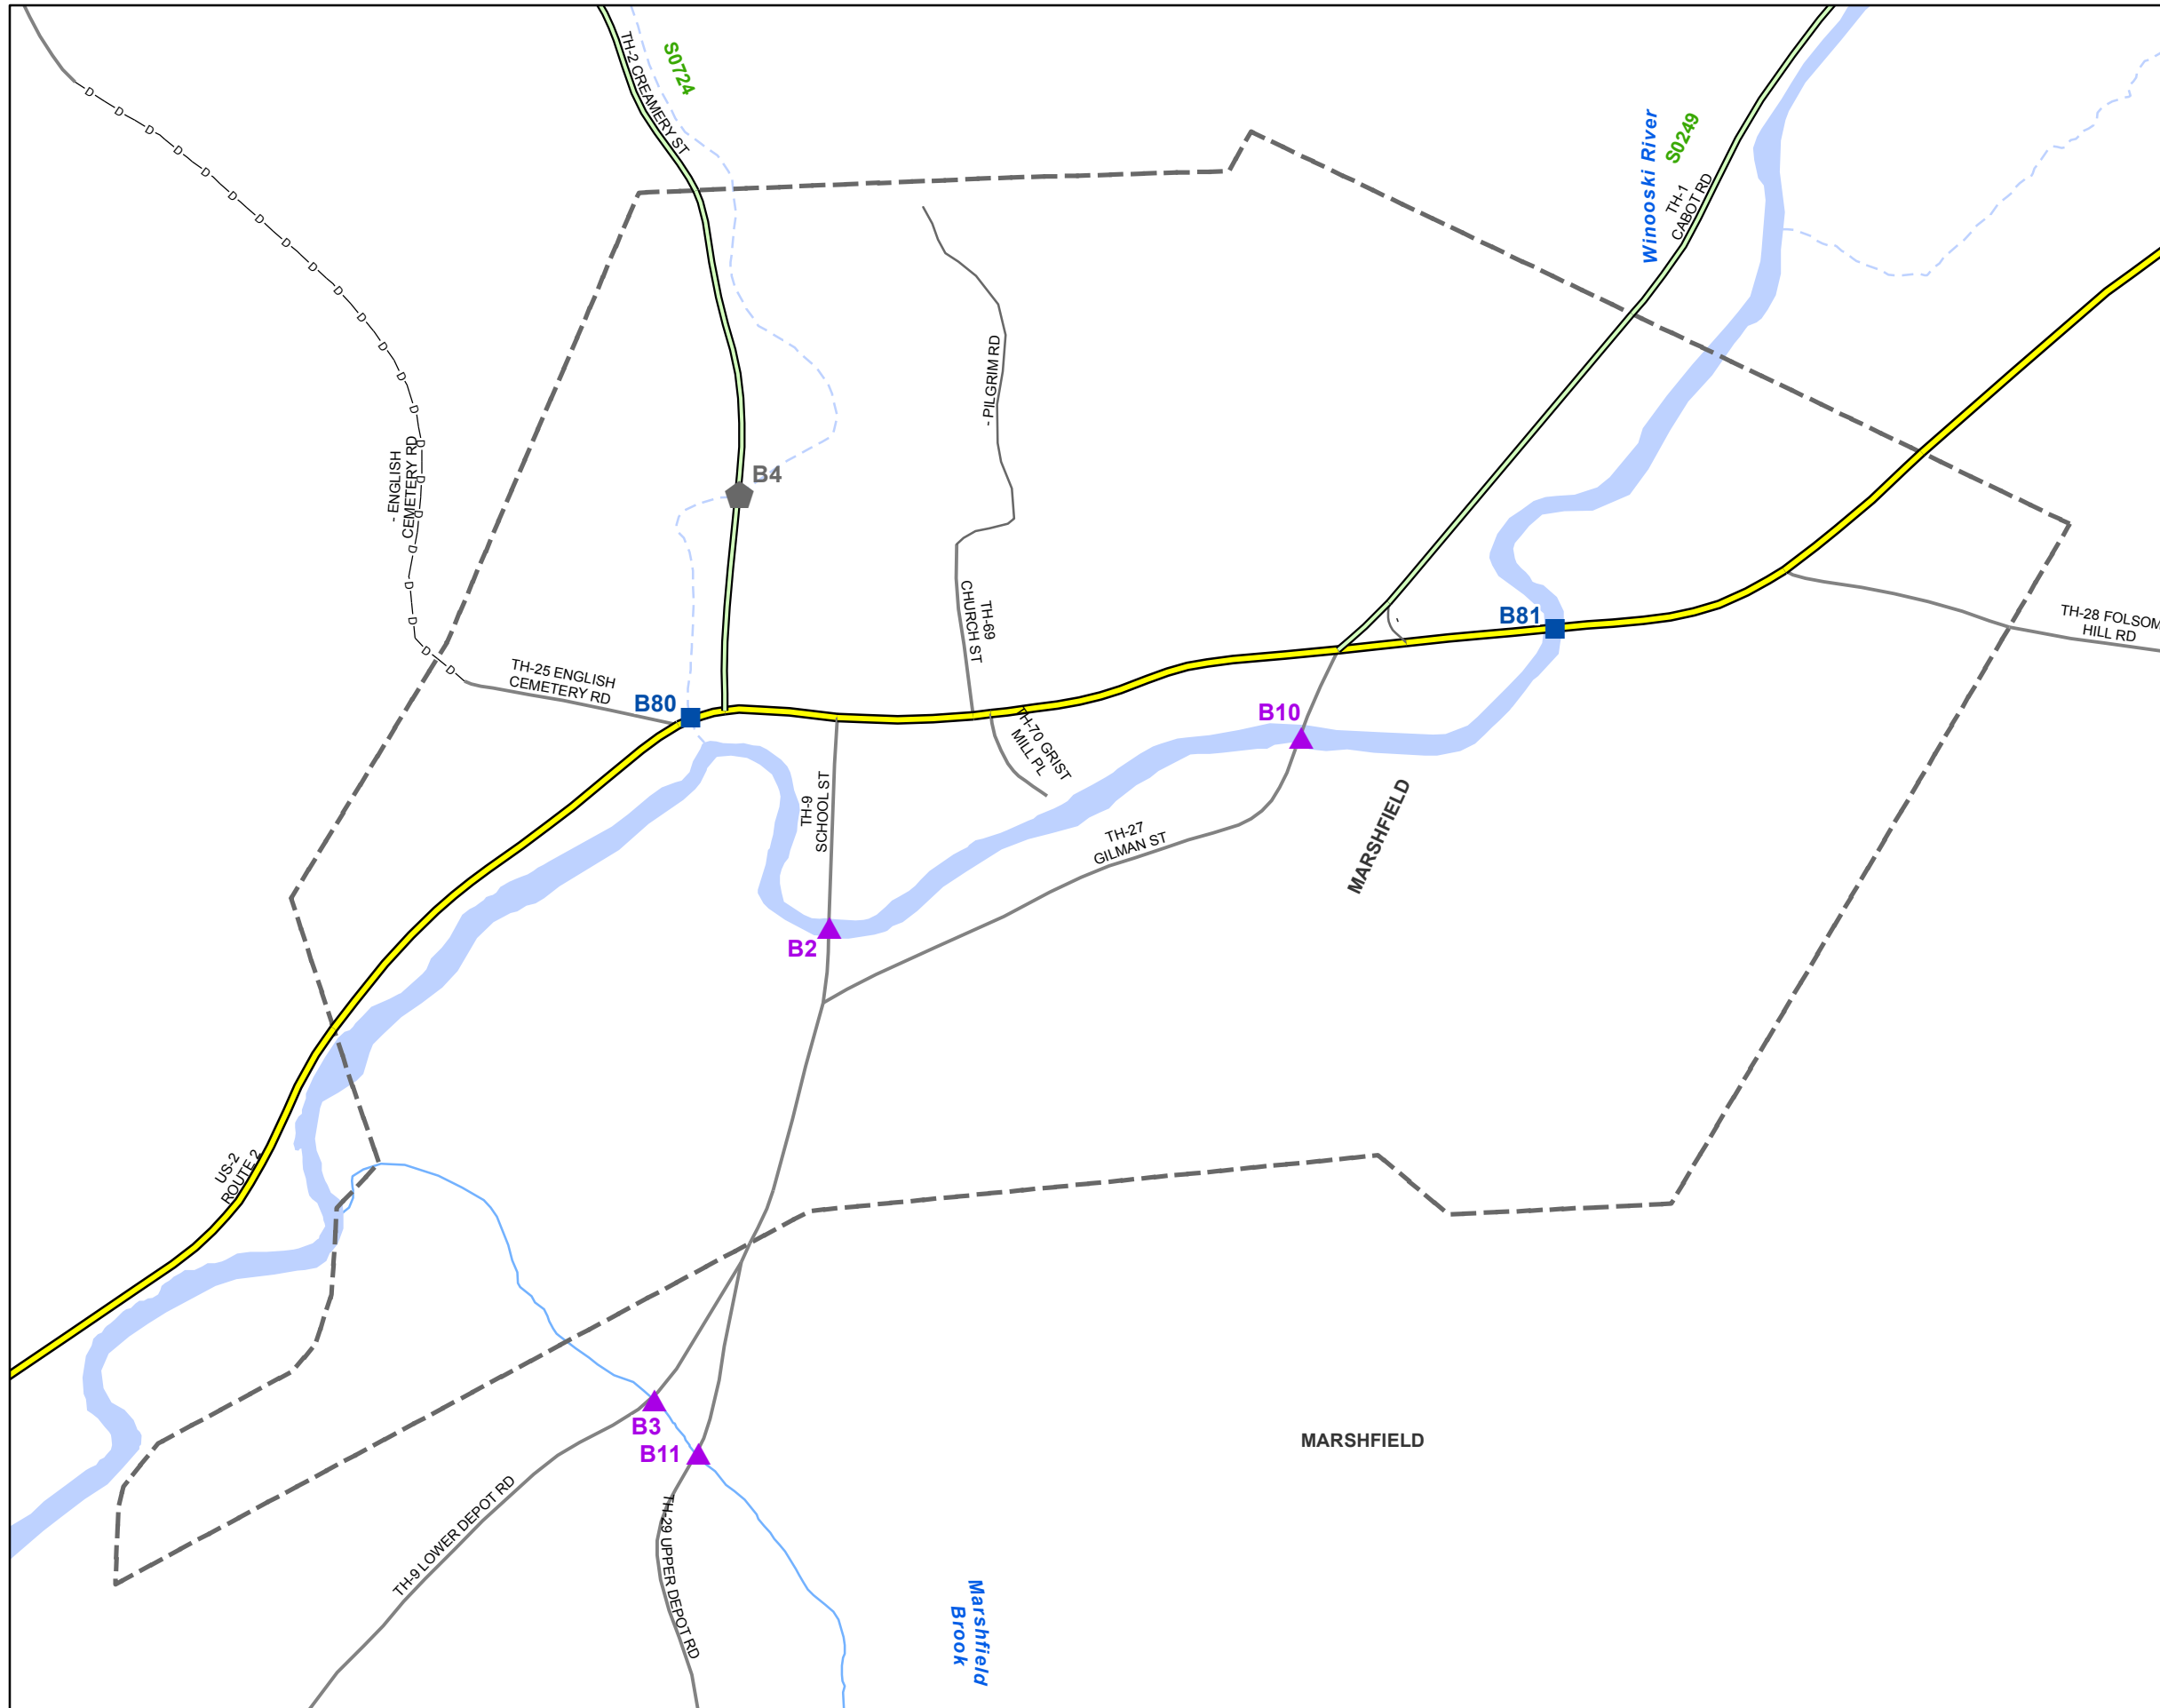 TH-2 CREAMERY ST
S0724
Winooski River
S0249
TH-1
CABOT RD
- PILGRIM RD
- ENGLISH
CEMETERY RD
B4
TH-69
CHURCH ST
B81
TH-28 FOLSOM
HILL RD
TH-25 ENGLISH
CEMETERY RD
B80
B10
TH-70 GRIST
MILL PL
TH-9
SCHOOL ST
TH-27
GILMAN ST
MARSHFIELD
B2
US-2
ROUTE 2
B3
B11
MARSHFIELD
TH-9 LOWER DEPOT RD
TH-29 UPPER DEPOT RD
Marshfield
Brook